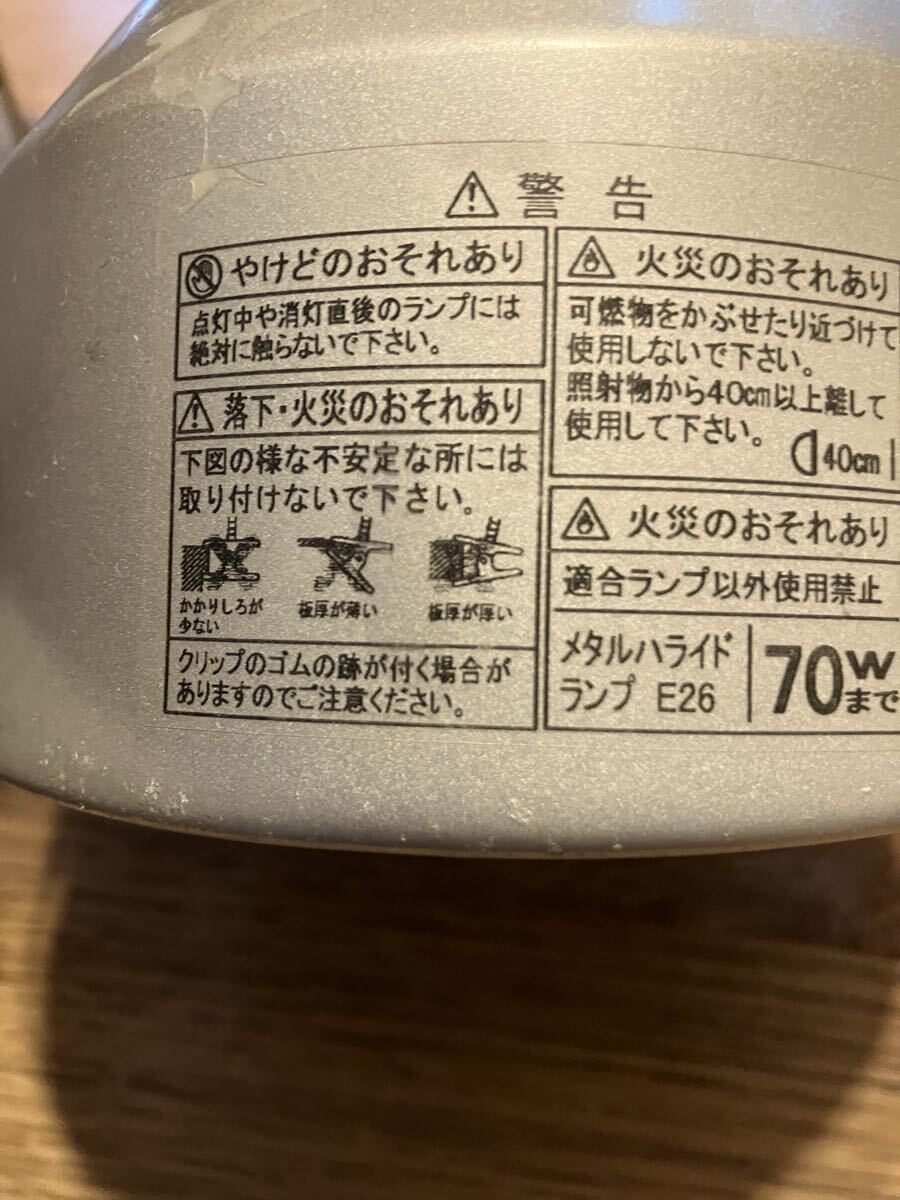 警告
やけどのおそれあり
点灯中や消灯直後のランプには
絶対に触らないで下さい。
落下・火災のおそれあり
下図の様な不安定な所には
取り付けないで下さい。
かかりしろが
少ない
板厚が薄い
板厚が厚い
クリップのゴムの跡が付く場合が
ありますのでご注意ください。
火災のおそれあり
可燃物をかぶせたり近づけて
使用しないで下さい。
照射物から40cm以上離して
使用して下さい。
40cm
火災のおそれあり
適合ランプ以外使用禁止
メタルハライド
ランプ E26
70Wまで